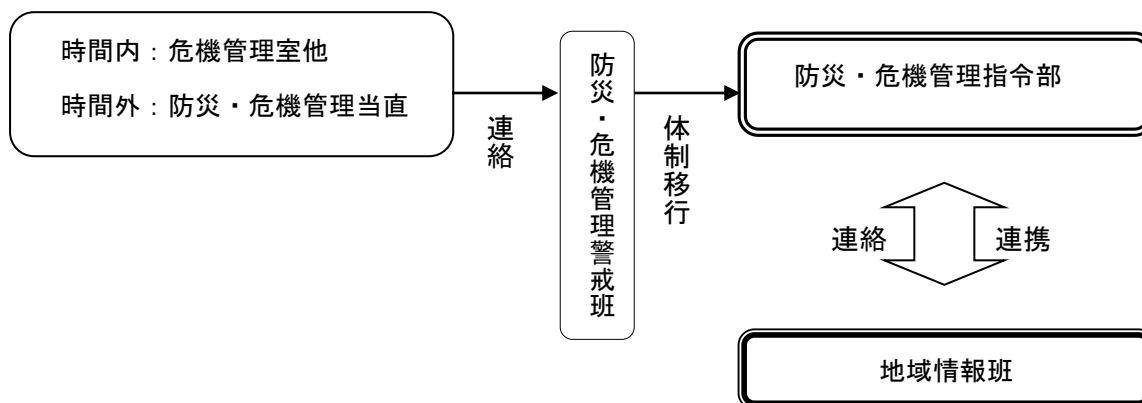 時間内：危機管理室他
時間外：防災・危機管理当直
連絡
防災・危機管理警戒班
体制移行
防災・危機管理指令部
連絡
連携
地域情報班